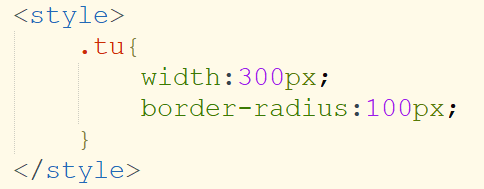 <style>
    .tu{
        width:300px;
        border-radius:100px;
    }
</style>